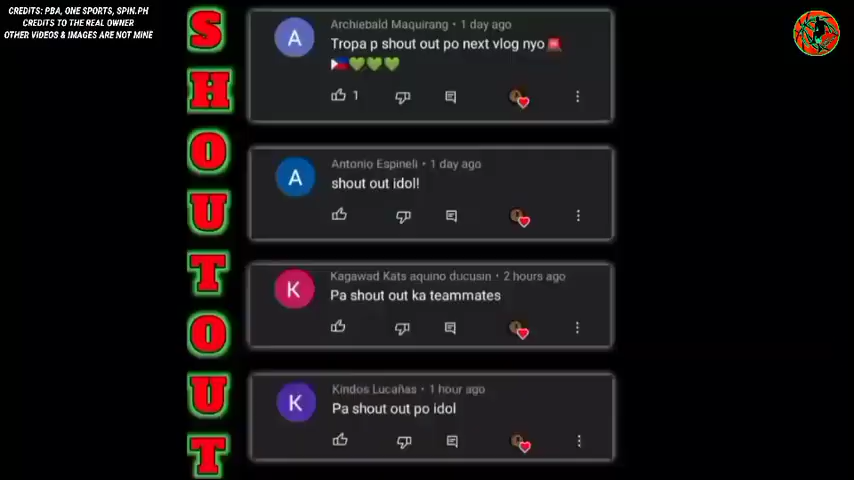 CREDITS: PBA, ONE SPORTS, SPIN.PH
CREDITS TO THE REAL OWNER
OTHER VIDEOS & IMAGES ARE NOT MINE
SHOUTOUT
A
Archiebald Maquirang • 1 day ago
Tropa p shout out po next vlog nyo🚨
🇵🇭💚💚💚
1
A
Antonio Espineli • 1 day ago
shout out idol!
K
Kagawad Kats aquino ducusin • 2 hours ago
Pa shout out ka teammates
K
Kindos Lucañas • 1 hour ago
Pa shout out po idol